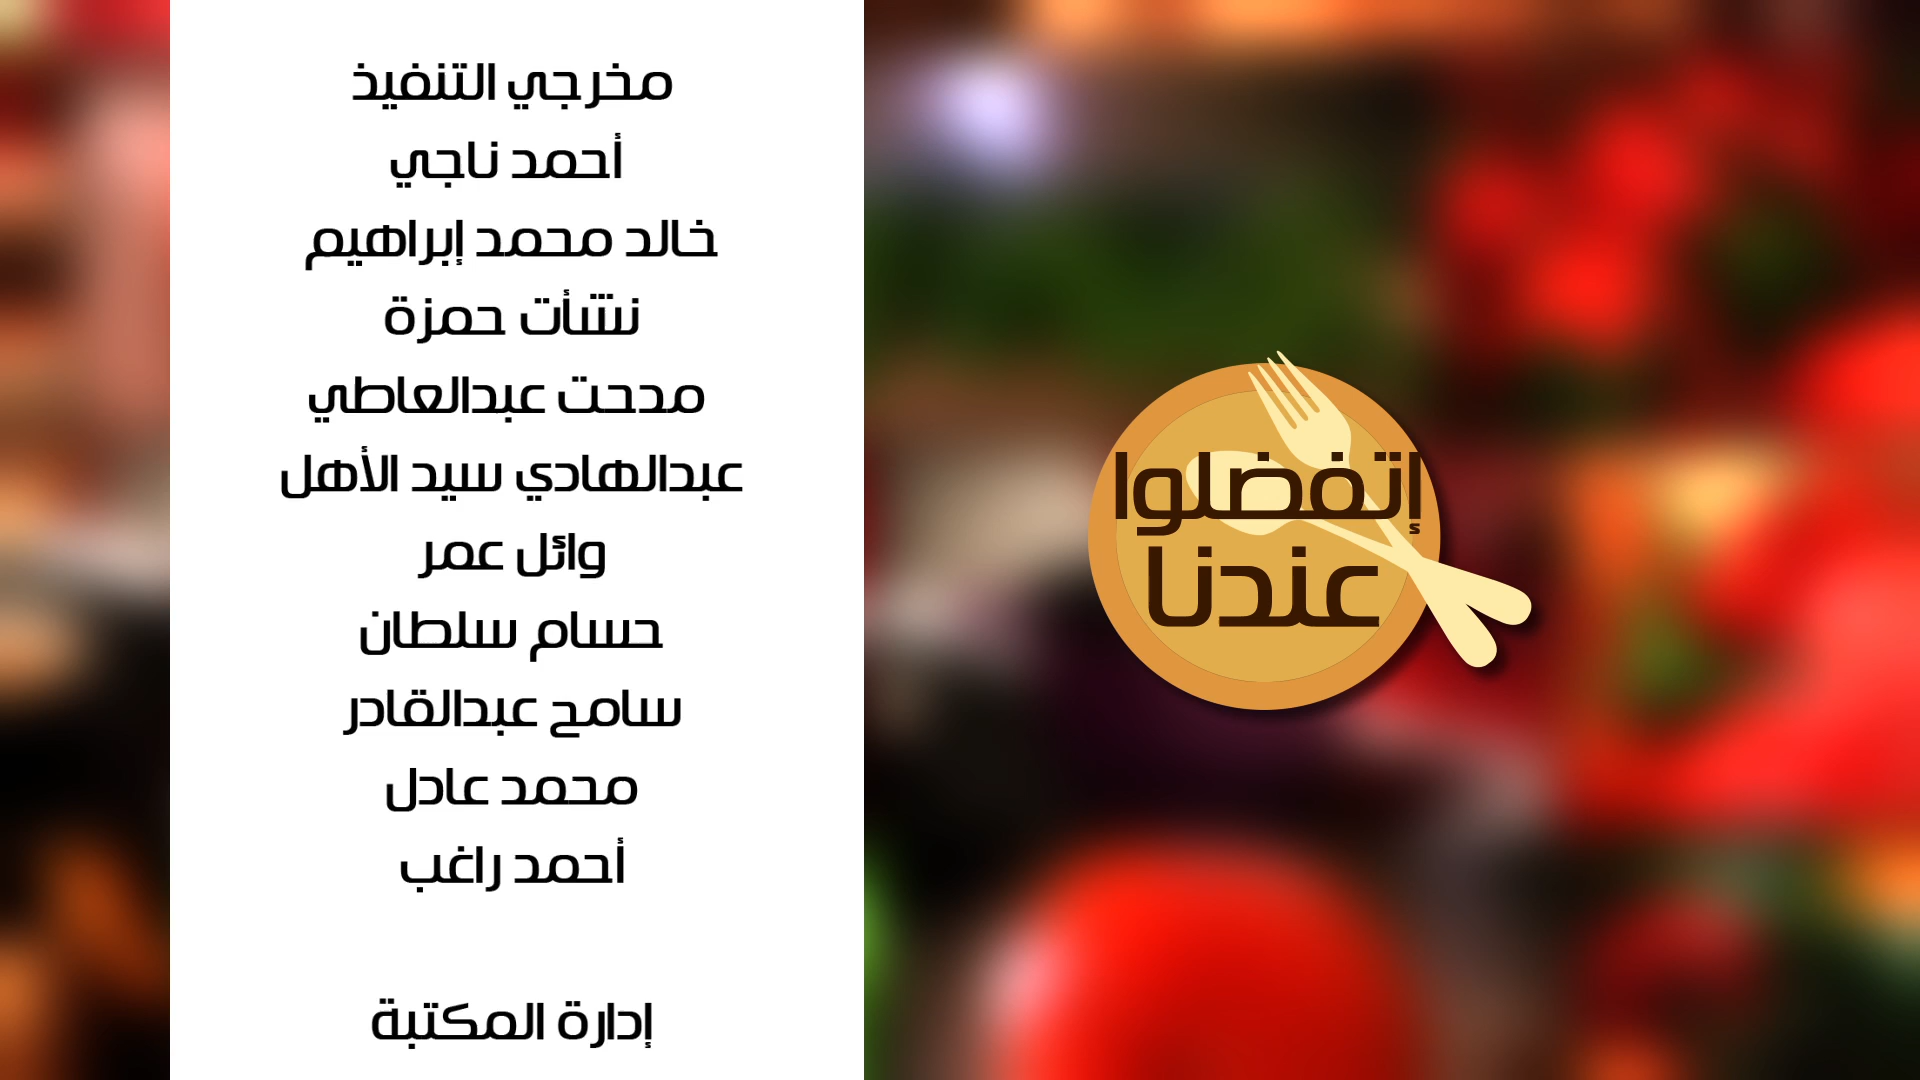 مخرجي التنفيذ
أحمد ناجي
خالد محمد إبراهيم
نشأت حمزة
مدحت عبدالعاطي
عبدالهادي سيد الأهل
وائل عمر
حسام سلطان
سامح عبدالقادر
محمد عادل
أحمد راغب
إدارة المكتبة
إتفضلوا
عندنا